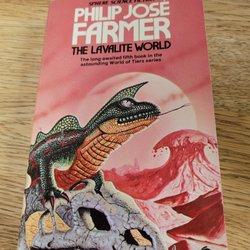 SPHERE SCIENCE FICTION
PHILIP JOSÉ
FARMER
THE LAVALITE WORLD
The long-awaited fifth book in the
astounding World of Tiers series